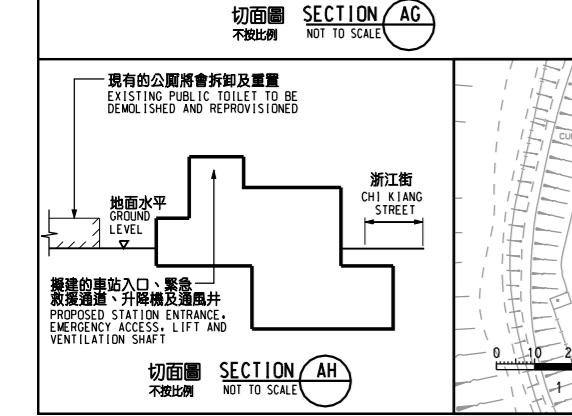 切面圖 SECTION AG
不按比例 NOT TO SCALE
現有的公厠將會拆卸及重置
EXISTING PUBLIC TOILET TO BE
DEMOLISHED AND REPROVISIONED
地面水平
GROUND
LEVEL
浙江街
CHI KIANG
STREET
擬建的車站入口、緊急
救援通道、升降機及通風井
PROPOSED STATION ENTRANCE,
EMERGENCY ACCESS, LIFT AND
VENTILATION SHAFT
切面圖 SECTION AH
不按比例 NOT TO SCALE
0 10
1